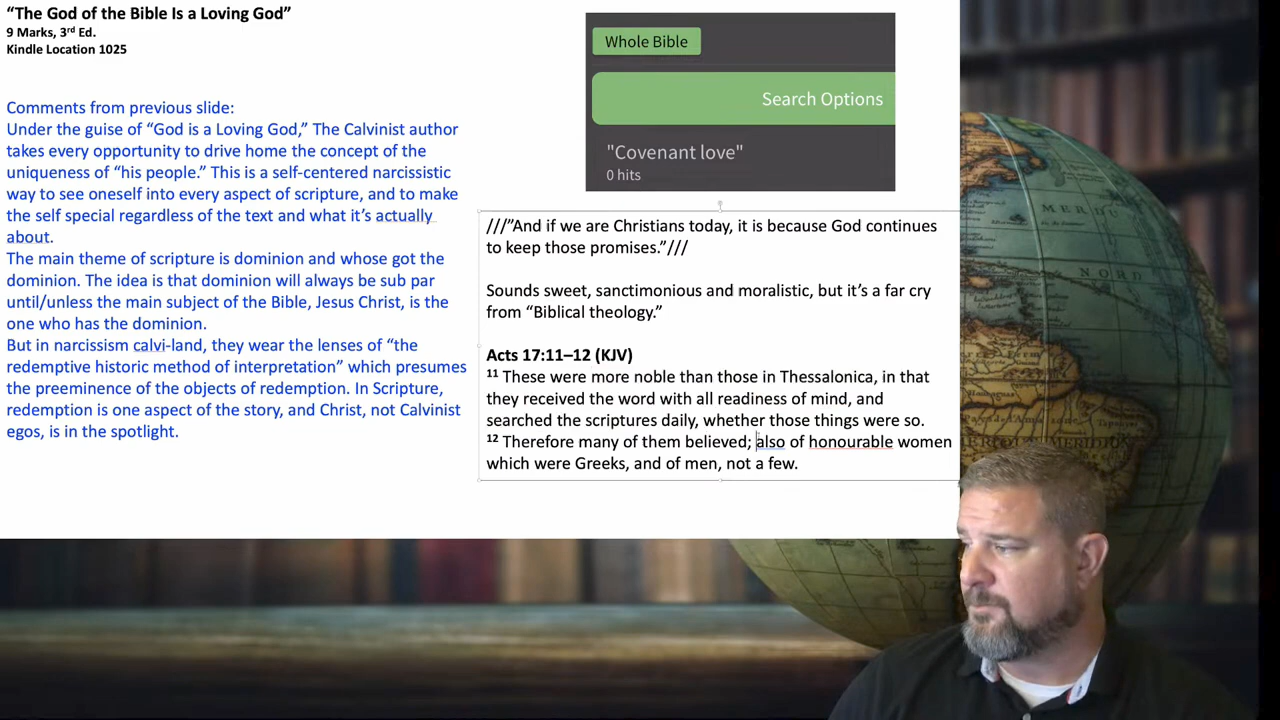 “The God of the Bible Is a Loving God”
9 Marks, 3rd Ed.
Kindle Location 1025
Comments from previous slide:
Under the guise of “God is a Loving God,” The Calvinist author
takes every opportunity to drive home the concept of the
uniqueness of “his people.” This is a self-centered narcissistic
way to see oneself into every aspect of scripture, and to make
the self special regardless of the text and what it’s actually
about.
The main theme of scripture is dominion and whose got the
dominion. The idea is that dominion will always be sub par
until/unless the main subject of the Bible, Jesus Christ, is the
one who has the dominion.
But in narcissism calvi-land, they wear the lenses of “the
redemptive historic method of interpretation” which presumes
the preeminence of the objects of redemption. In Scripture,
redemption is one aspect of the story, and Christ, not Calvinist
egos, is in the spotlight.
Whole Bible
Search Options
"Covenant love"
0 hits
///”And if we are Christians today, it is because God continues
to keep those promises.”///
Sounds sweet, sanctimonious and moralistic, but it’s a far cry
from “Biblical theology.”
Acts 17:11–12 (KJV)
11 These were more noble than those in Thessalonica, in that
they received the word with all readiness of mind, and
searched the scriptures daily, whether those things were so.
12 Therefore many of them believed; also of honourable women
which were Greeks, and of men, not a few.
MERU
NORD